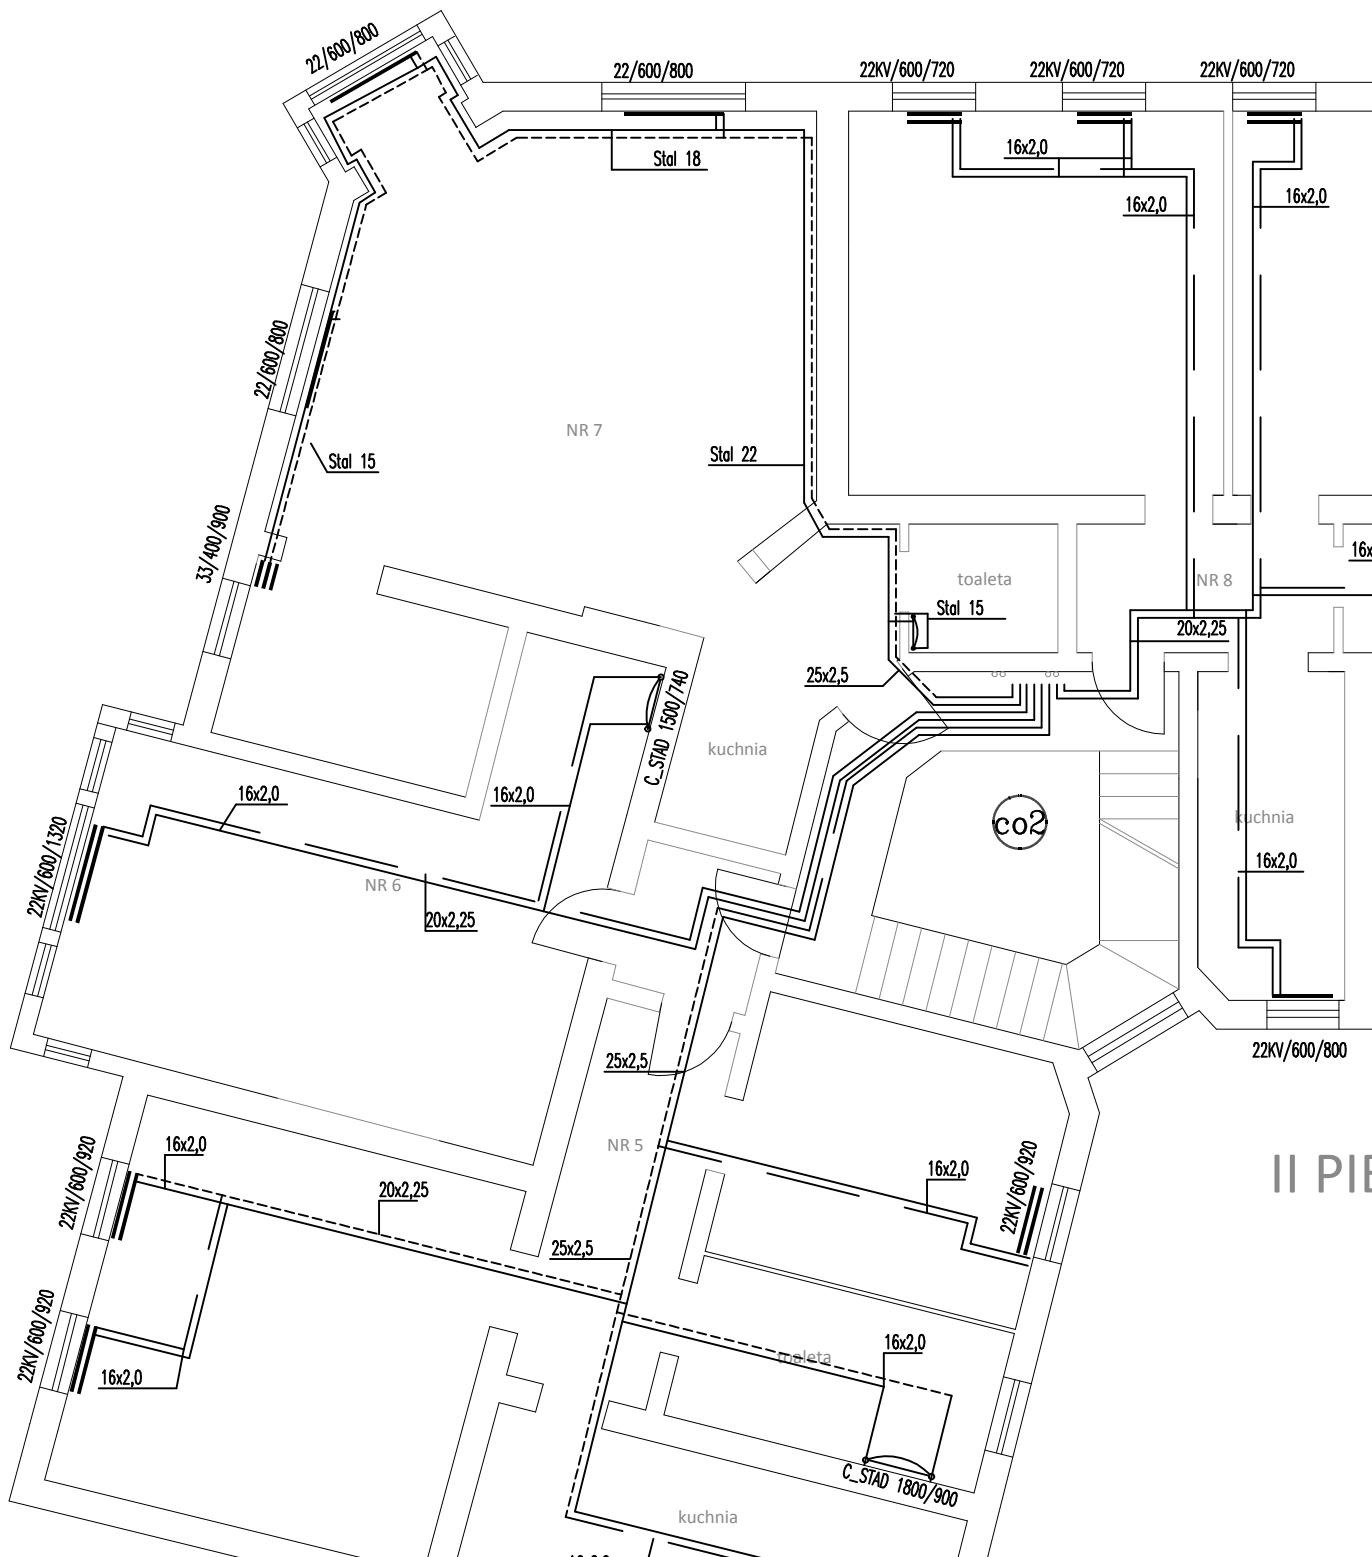 22/600/800
22/600/800
22KV/600/720
22KV/600/720
22KV/600/720
Stal 18
16x2,0
16x2,0
16x2,0
22/600/800
NR 7
Stal 15
Stal 22
33/400/900
toaleta
NR 8
Stal 15
20x2,25
25x2,5
C_STAD 1500/740
kuchnia
16x2,0
16x2,0
co2
kuchnia
22KV/600/1320
NR 6
16x2,0
20x2,25
22KV/600/800
25x2,5
NR 5
16x2,0
22KV/600/920
16x2,0
22KV/600/920
II PIE
20x2,25
25x2,5
22KV/600/920
16x2,0
toaleta
16x2,0
C_STAD 1800/900
kuchnia